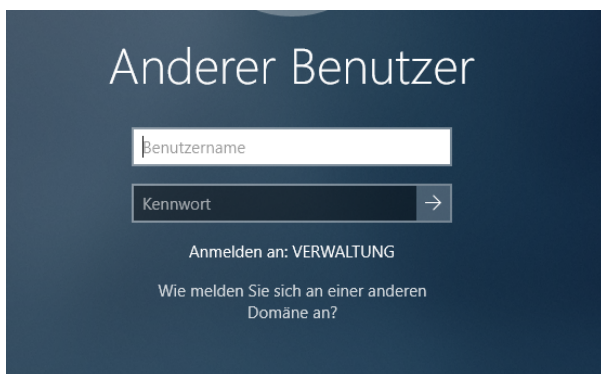 Anderer Benutzer
Benutzername
Kennwort
Anmelden an: VERWALTUNG
Wie melden Sie sich an einer anderen
Domäne an?